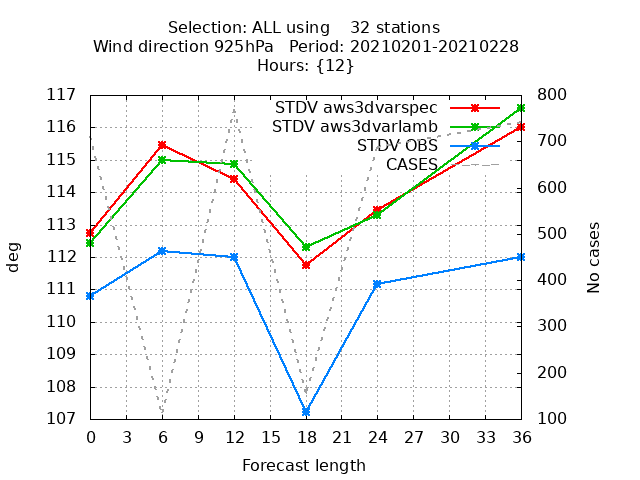 Selection: ALL using    32 stations
Wind direction 925hPa   Period: 20210201-20210228
Hours: {12}
STDV aws3dvarspec
STDV aws3dvarlamb
STDV OBS
CASES
117
116
115
114
113
112
111
110
109
108
107
deg
800
700
600
500
400
300
200
100
No cases
0 3 6 9 12 15 18 21 24 27 30 33 36
Forecast length